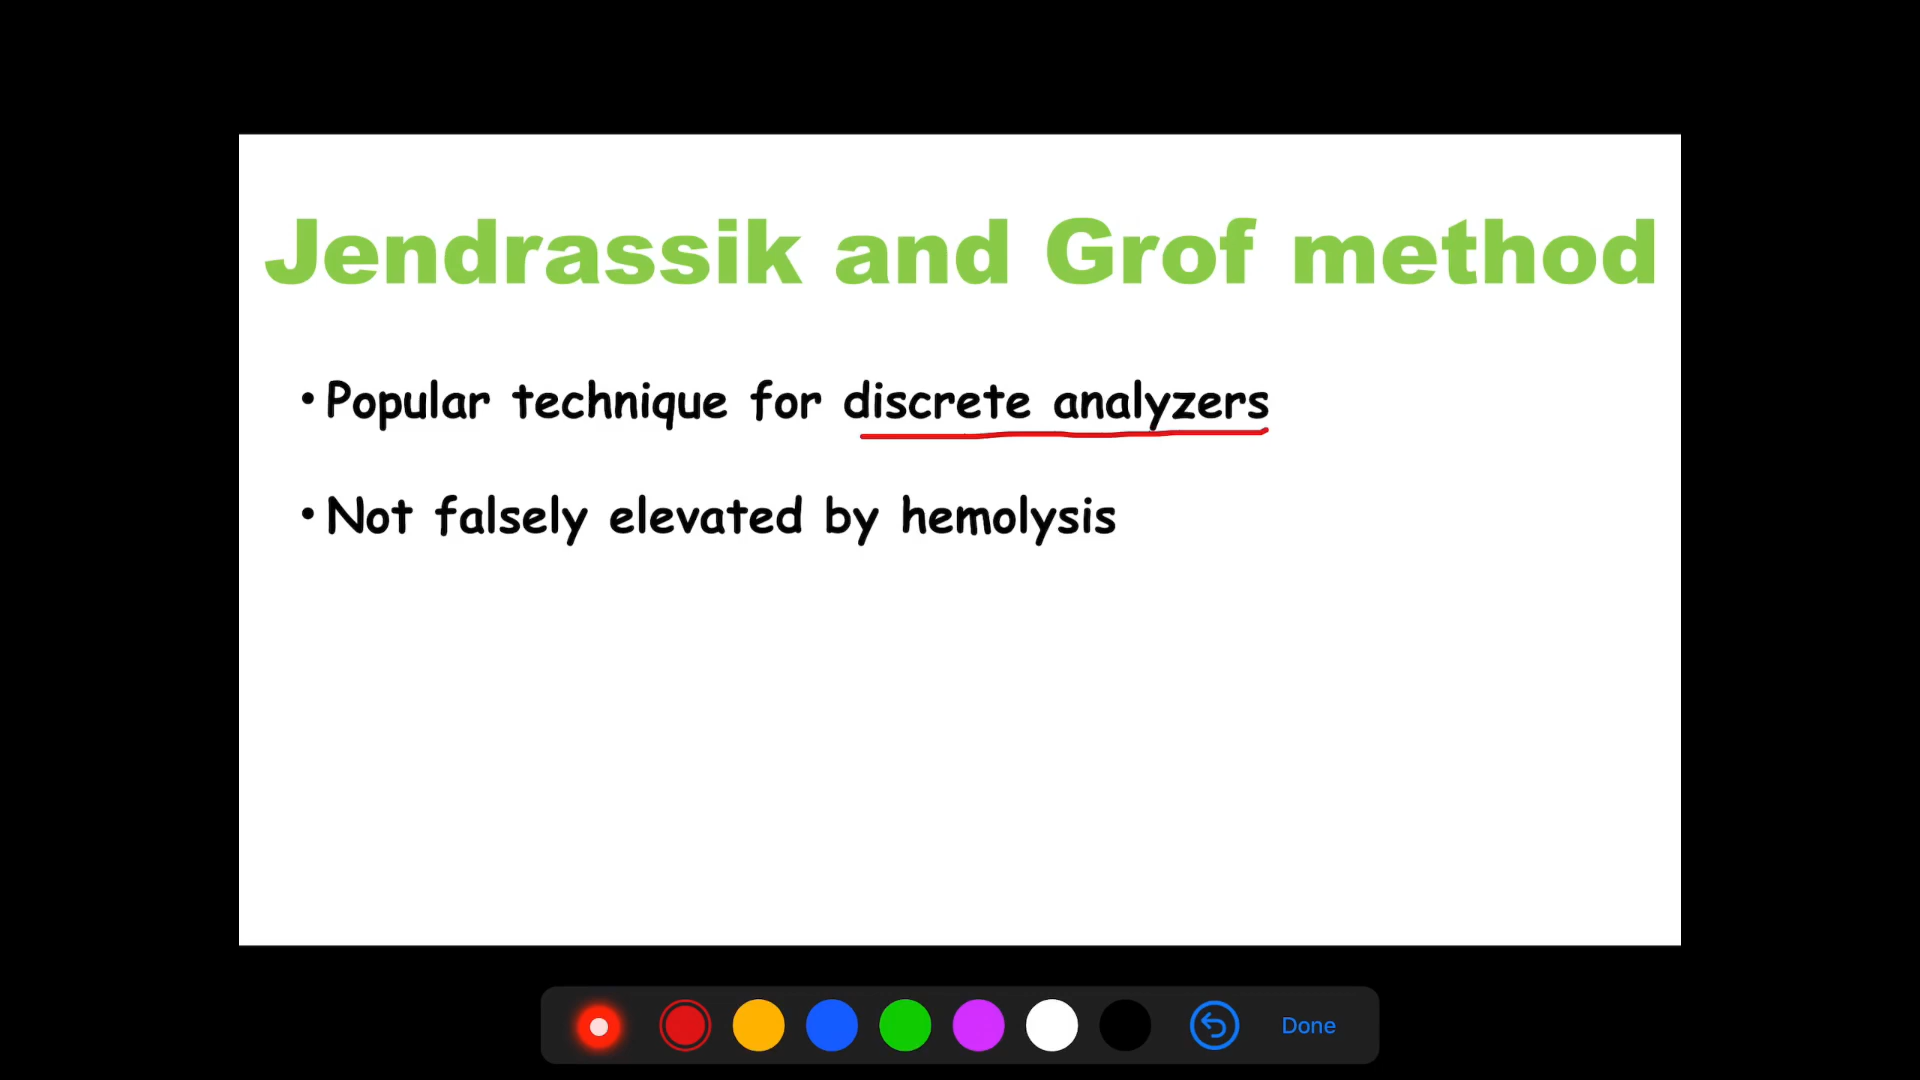 Jendrassik and Grof method
• Popular technique for discrete analyzers
• Not falsely elevated by hemolysis
Done